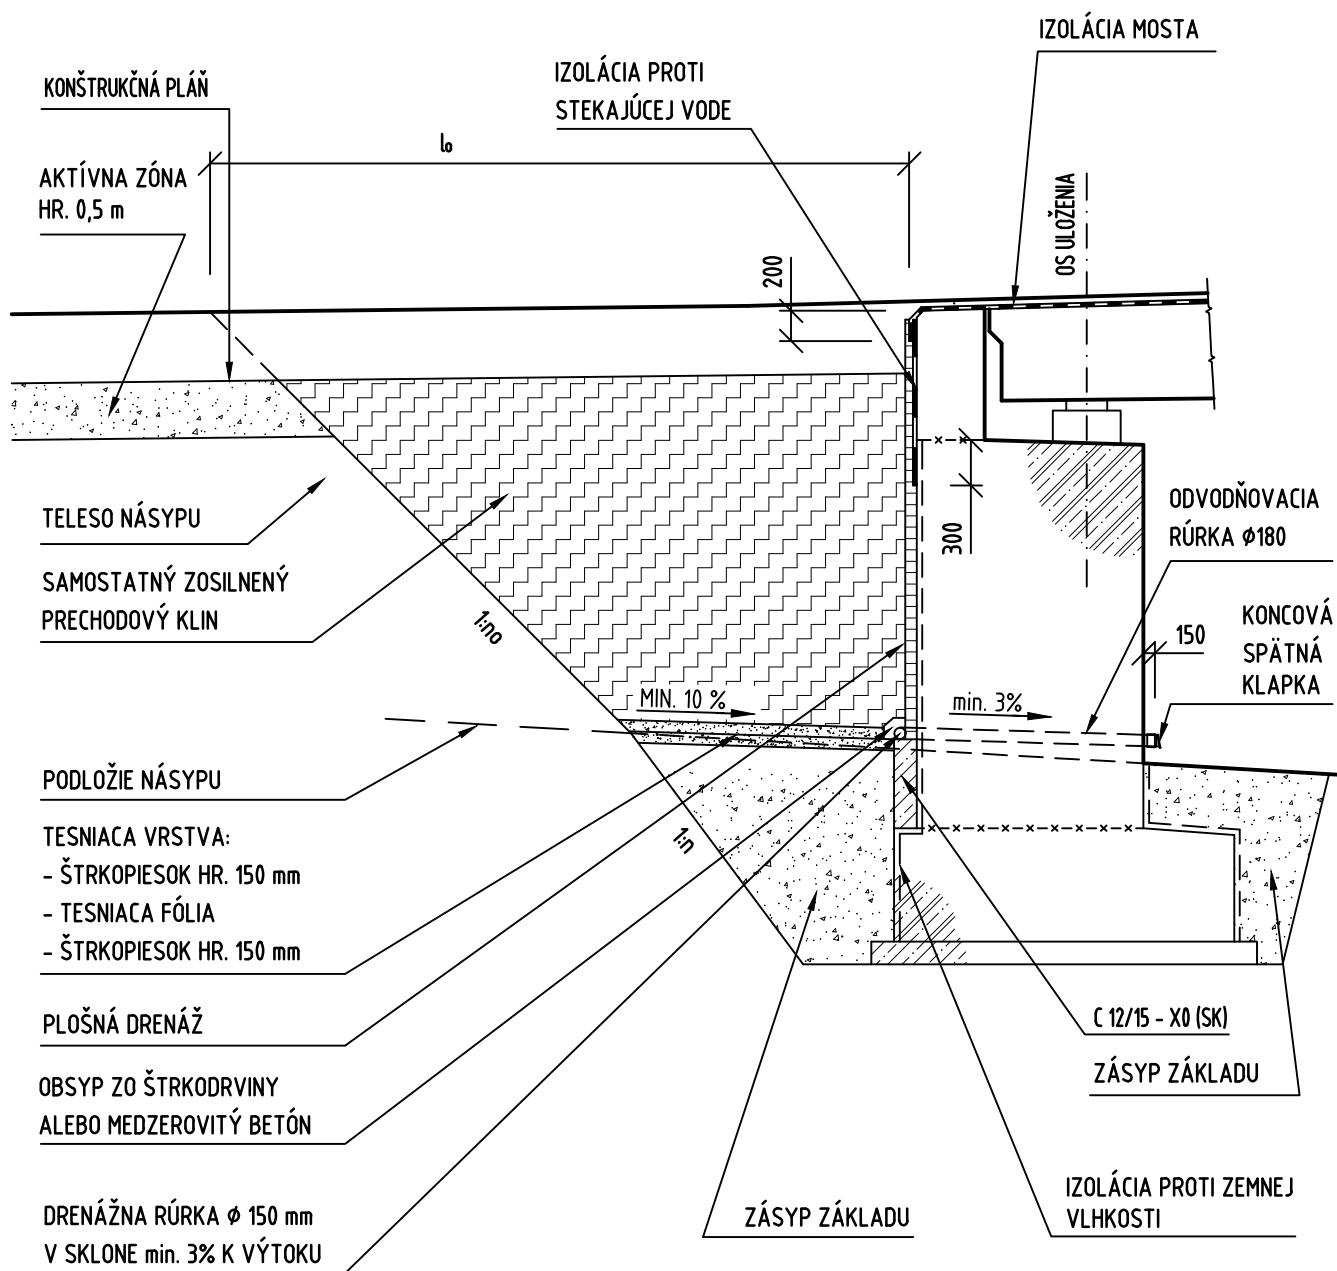 IZOLÁCIA MOSTA
IZOLÁCIA PROTI
STEKAJÚCEJ VODE
KONŠTRUKČNÁ PLÁŇ
lo
AKTÍVNA ZÓNA
HR. 0,5 m
OS ULOŽENIA
200
TELESO NÁSYPU
SAMOSTATNÝ ZOSILNENÝ
PRECHODOVÝ KLIN
300
ODVODŇOVACIA
RÚRKA Φ180
1:no
150
KONCOVÁ
SPÄTNÁ
KLAPKA
MIN. 10 %
min. 3%
PODLOŽIE NÁSYPU
TESNIACA VRSTVA:
- ŠTRKOPIESOK HR. 150 mm
- TESNIACA FÓLIA
- ŠTRKOPIESOK HR. 150 mm
1:n
PLOŠNÁ DRENÁŽ
C 12/15 - X0 (SK)
ZÁSYP ZÁKLADU
OBSYP ZO ŠTRKODRVINY
ALEBO MEDZEROVITÝ BETÓN
DRENÁŽNA RÚRKA Φ 150 mm
V SKLONE min. 3% K VÝTOKU
ZÁSYP ZÁKLADU
IZOLÁCIA PROTI ZEMNEJ
VLHKOSTI